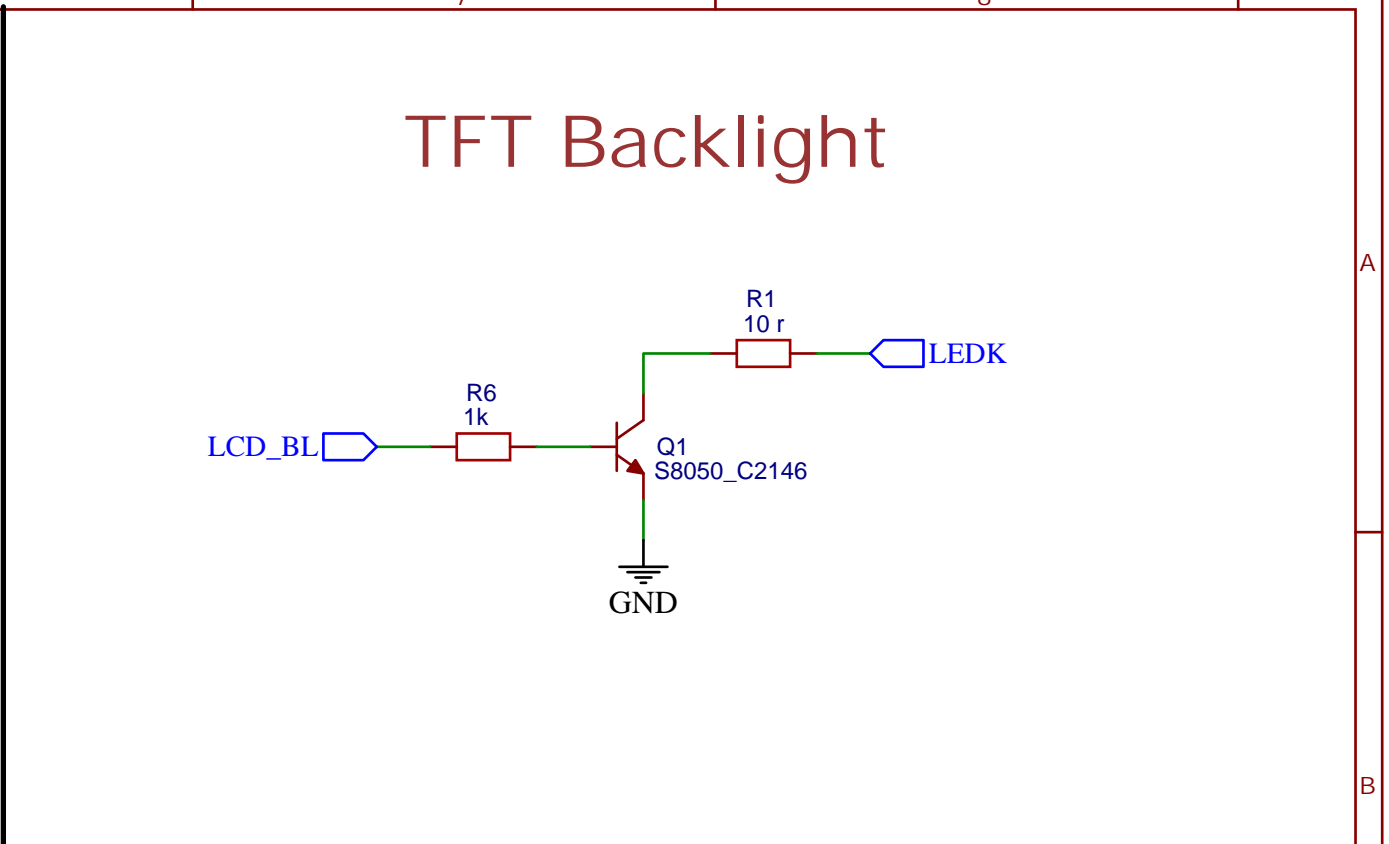 TFT Backlight
A
R1
10 r
LEDK
R6
1k
LCD_BL
Q1
S8050_C2146
GND
B